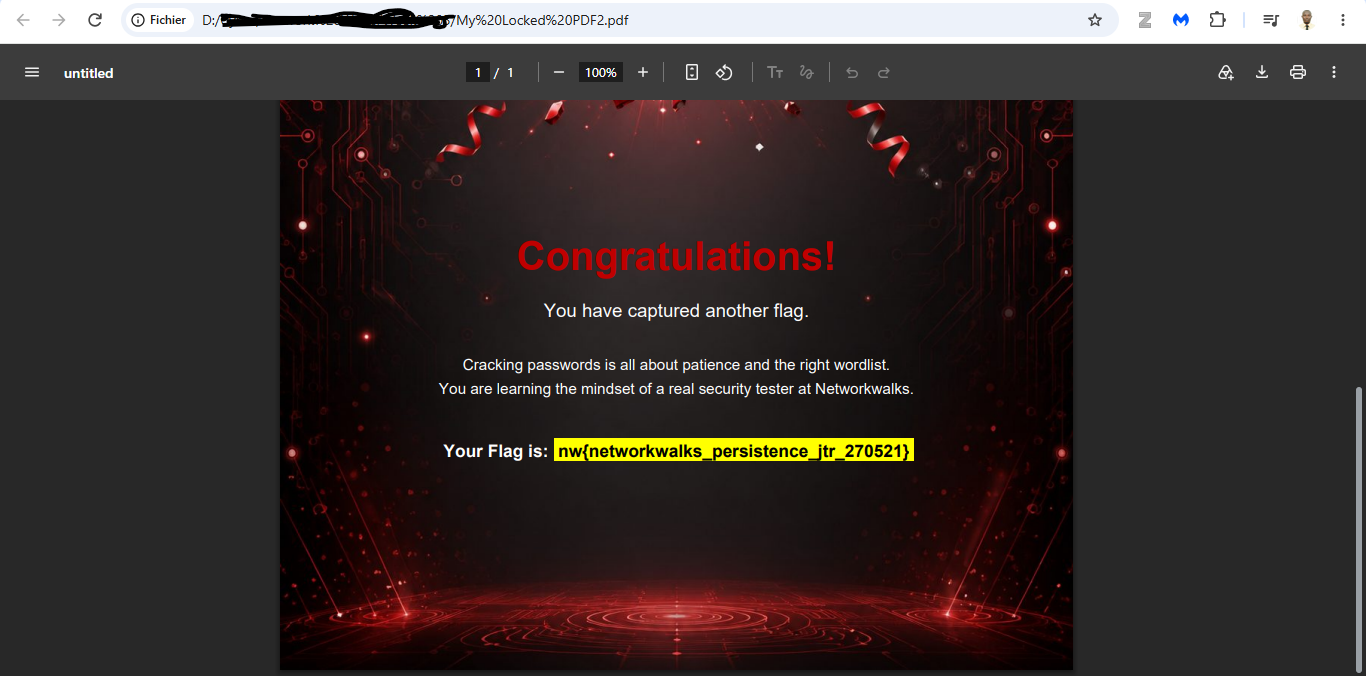 Fichier
D:/
/My%20Locked%20PDF2.pdf
untitled
1 / 1
100%
Congratulations!
You have captured another flag.
Cracking passwords is all about patience and the right wordlist.
You are learning the mindset of a real security tester at Networkwalks.
Your Flag is: nw{networkwalks_persistence_jtr_270521}